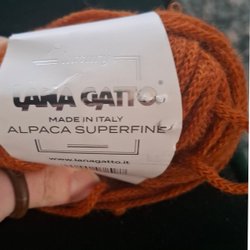 LANA GATTO
MADE IN ITALY
ALPACA SUPERFINE
www.lanagatto.it